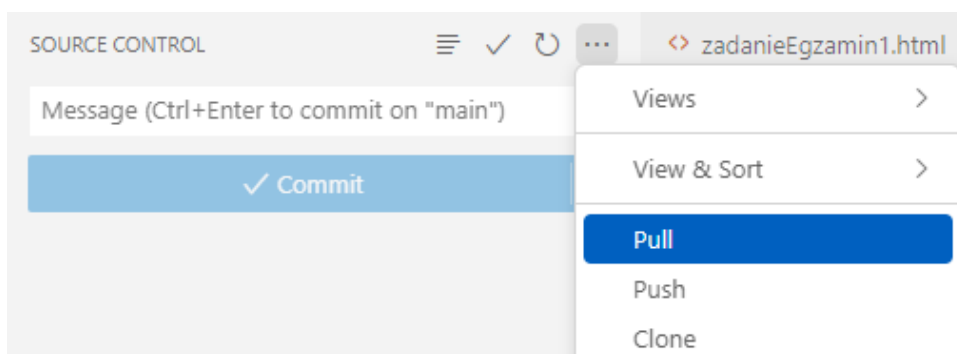 SOURCE CONTROL
zadanieEgzamin1.html
Message (Ctrl+Enter to commit on "main")
Commit
Views
View & Sort
Pull
Push
Clone